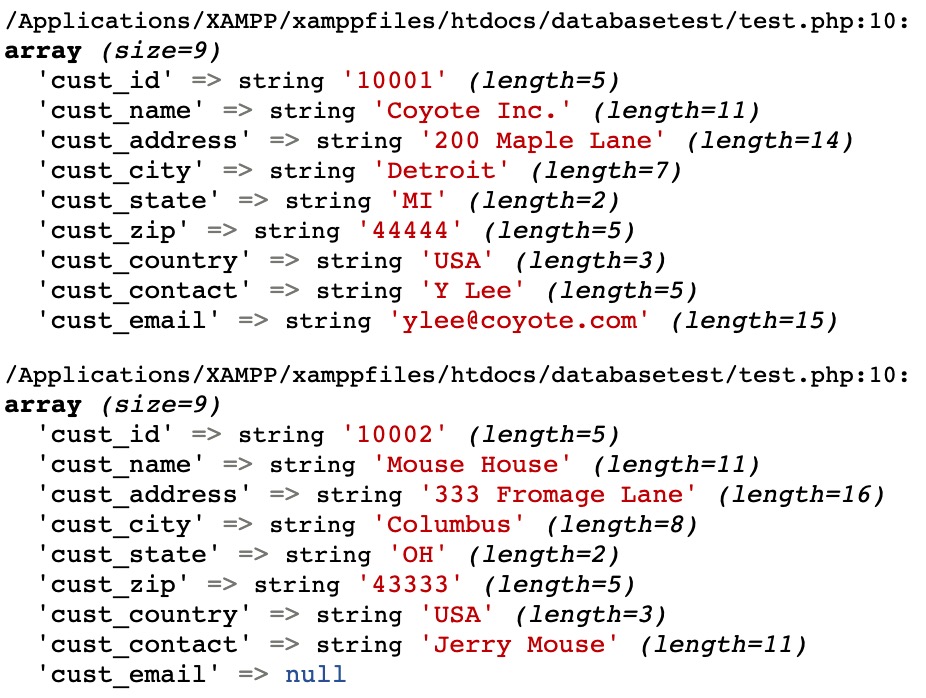 /Applications/XAMPP/xamppfiles/htdocs/databasetest/test.php:10:
array (size=9)
'cust_id' => string '10001' (length=5)
'cust_name' => string 'Coyote Inc.' (length=11)
'cust_address' => string '200 Maple Lane' (length=14)
'cust_city' => string 'Detroit' (length=7)
'cust_state' => string 'MI' (length=2)
'cust_zip' => string '44444' (length=5)
'cust_country' => string 'USA' (length=3)
'cust_contact' => string 'Y Lee' (length=5)
'cust_email' => string 'ylee@coyote.com' (length=15)
/Applications/XAMPP/xamppfiles/htdocs/databasetest/test.php:10:
array (size=9)
'cust_id' => string '10002' (length=5)
'cust_name' => string 'Mouse House' (length=11)
'cust_address' => string '333 Fromage Lane' (length=16)
'cust_city' => string 'Columbus' (length=8)
'cust_state' => string 'OH' (length=2)
'cust_zip' => string '43333' (length=5)
'cust_country' => string 'USA' (length=3)
'cust_contact' => string 'Jerry Mouse' (length=11)
'cust_email' => null